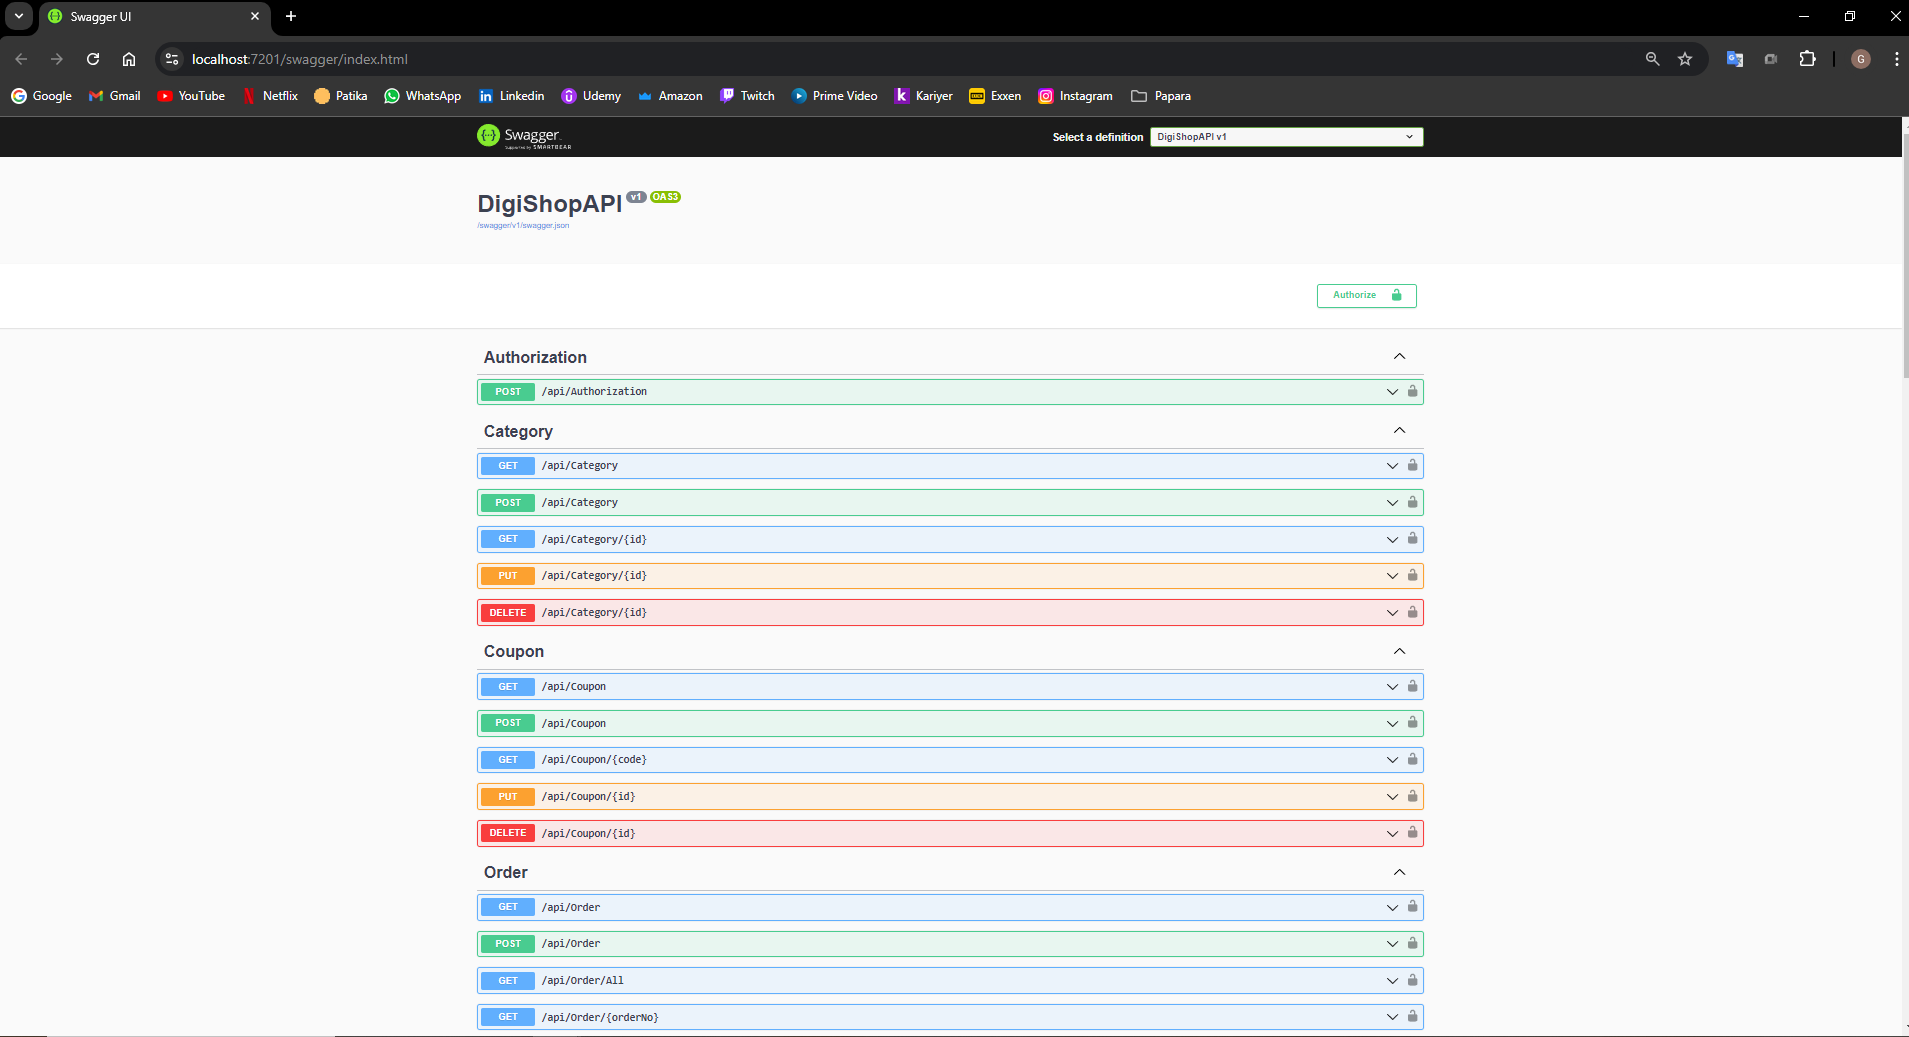 Swagger UI
localhost:7201/swagger/index.html
G
Google Gmail YouTube Netflix Patika WhatsApp Linkedin Udemy Amazon Twitch Prime Video Kariyer Exxen Instagram Papara
Swagger
Supported by SMARTBEAR
Select a definition DigiShopAPI v1
DigiShopAPI v1 OAS3
/swagger/v1/swagger.json
Authorize
Authorization
POST /api/Authorization
Category
GET /api/Category
POST /api/Category
GET /api/Category/{id}
PUT /api/Category/{id}
DELETE /api/Category/{id}
Coupon
GET /api/Coupon
POST /api/Coupon
GET /api/Coupon/{code}
PUT /api/Coupon/{id}
DELETE /api/Coupon/{id}
Order
GET /api/Order
POST /api/Order
GET /api/Order/All
GET /api/Order/{orderNo}